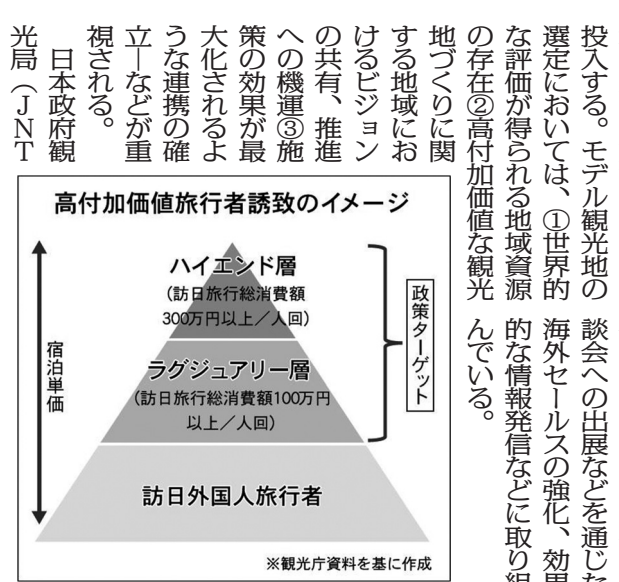 投入する。モデル観光地の
選定においては、①世界的
な評価が得られる地域資源
の存在②高付加価値な観光
地づくりに関
する地域にお
けるビジョン
の共有、推進
への機運③施
策の効果が最
大化されるよ
うな連携の確
立―などが重
視される。
日本政府観
光局（ＪＮＴ
談会への出展などを通じた
海外セールスの強化、効果
的な情報発信などに取り組
んでいる。
高付加価値旅行者誘致のイメージ
宿泊単価
ハイエンド層
(訪日旅行総消費額
300万円以上／人回)
ラグジュアリー層
(訪日旅行総消費額100万円
以上／人回)
訪日外国人旅行者
政策ターゲット
※観光庁資料を基に作成